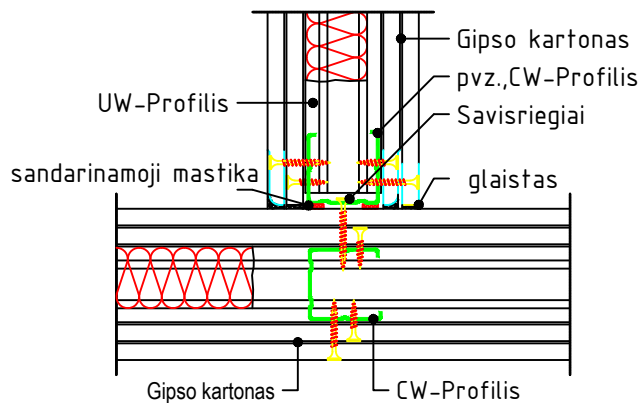 Gipso kartonas
pvz.,CW-Profilis
UW-Profilis
Savisriegiai
sandarinamoji mastika
glaistas
Gipso kartonas
CW-Profilis